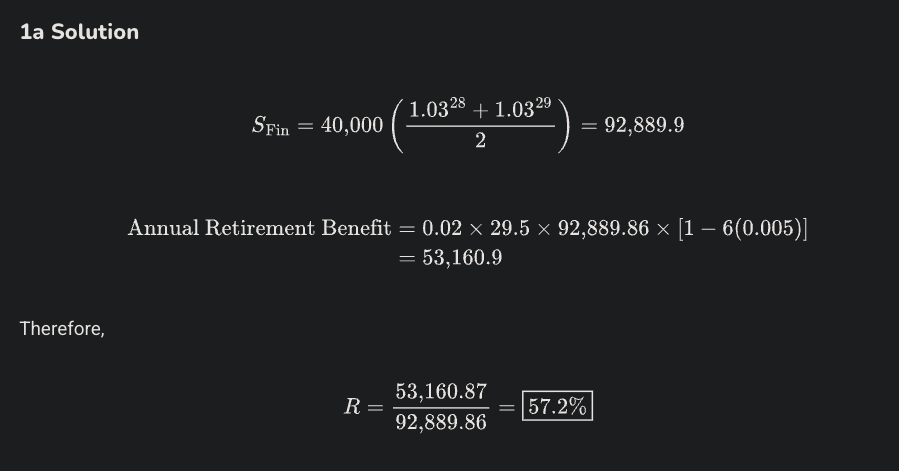 1a Solution
S_Fin = 40,000 ( (1.03^28 + 1.03^29) / 2 ) = 92,889.9
Annual Retirement Benefit = 0.02 × 29.5 × 92,889.86 × [1 − 6(0.005)]
= 53,160.9
Therefore,
R = 53,160.87 / 92,889.86 = 57.2%